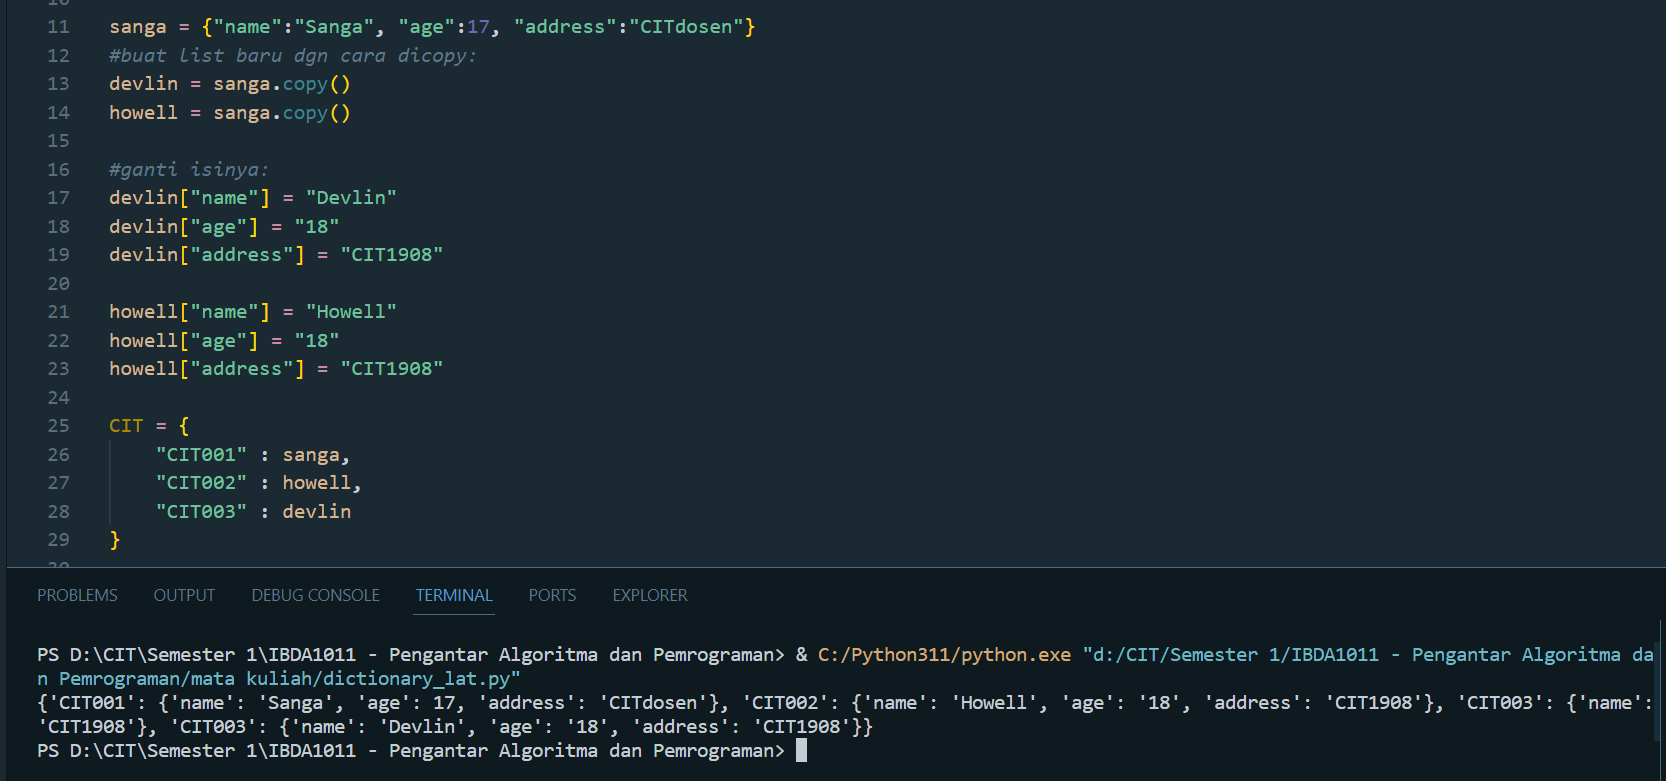 11 sanga = {"name":"Sanga", "age":17, "address":"CITdosen"}
12 #buat list baru dgn cara dicopy:
13 devlin = sanga.copy()
14 howell = sanga.copy()
15
16 #ganti isinya:
17 devlin["name"] = "Devlin"
18 devlin["age"] = "18"
19 devlin["address"] = "CIT1908"
20
21 howell["name"] = "Howell"
22 howell["age"] = "18"
23 howell["address"] = "CIT1908"
24
25 CIT = {
26 "CIT001" : sanga,
27 "CIT002" : howell,
28 "CIT003" : devlin
29 }
PROBLEMS OUTPUT DEBUG CONSOLE TERMINAL PORTS EXPLORER
PS D:\CIT\Semester 1\IBDA1011 - Pengantar Algoritma dan Pemrograman> & C:/Python311/python.exe "d:/CIT/Semester 1/IBDA1011 - Pengantar Algoritma da
n Pemrograman/mata kuliah/dictionary_lat.py"
{'CIT001': {'name': 'Sanga', 'age': 17, 'address': 'CITdosen'}, 'CIT002': {'name': 'Howell', 'age': '18', 'address': 'CIT1908'}, 'CIT003': {'name':
'CIT1908'}, 'CIT003': {'name': 'Devlin', 'age': '18', 'address': 'CIT1908'}}
PS D:\CIT\Semester 1\IBDA1011 - Pengantar Algoritma dan Pemrograman>